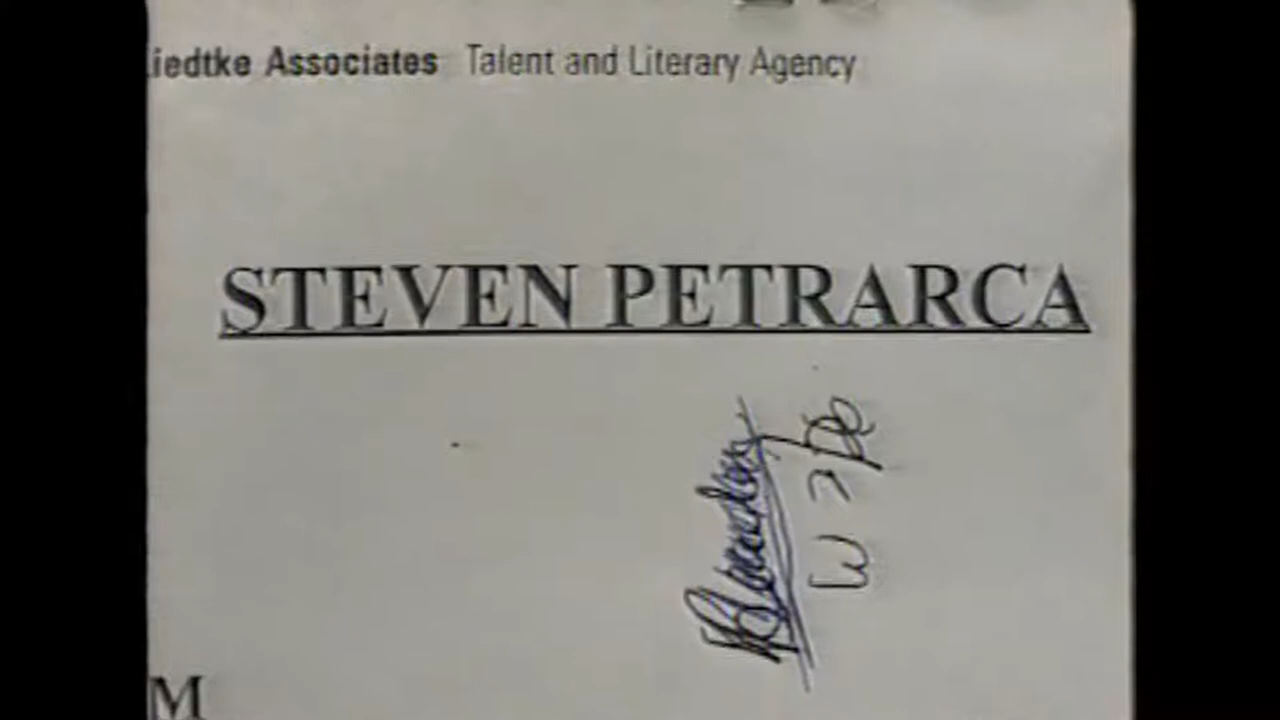 iedtke Associates Talent and Literary Agency
STEVEN PETRARCA
M